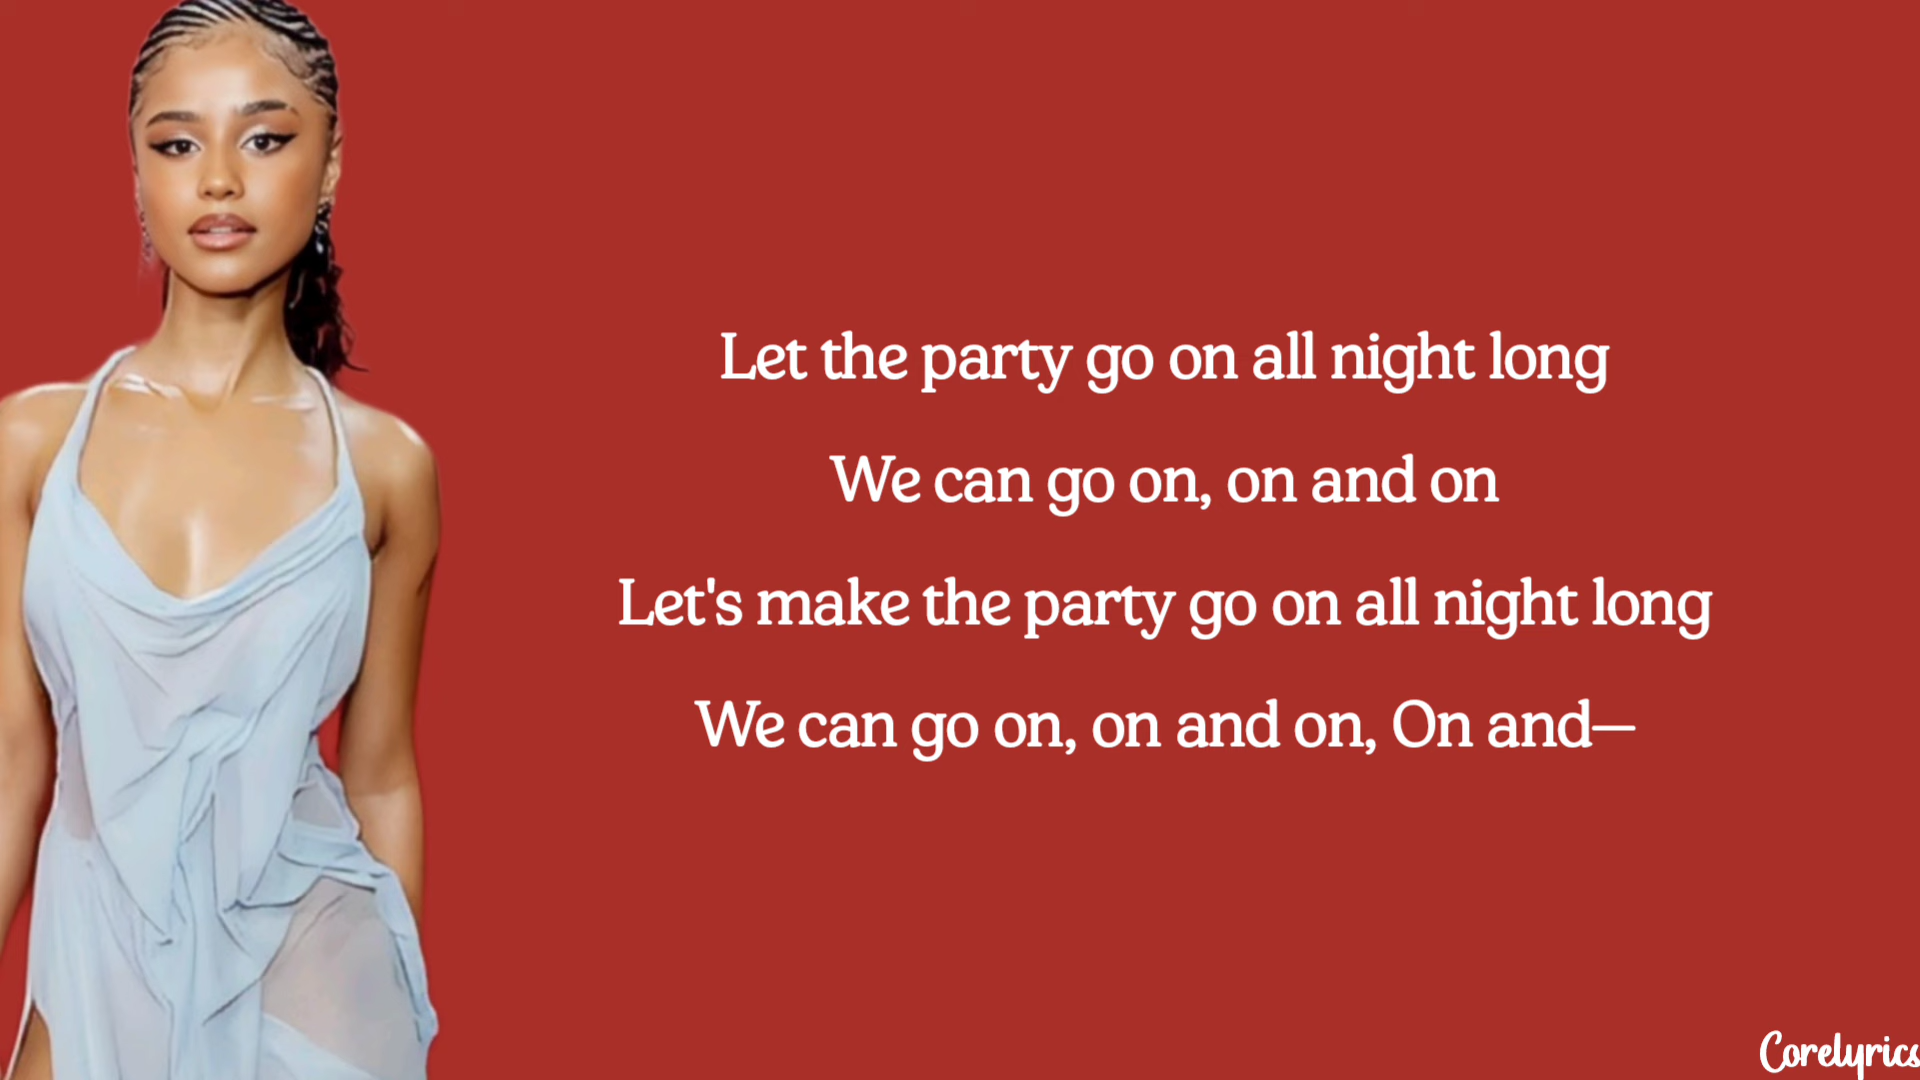 Let the party go on all night long
We can go on, on and on
Let's make the party go on all night long
We can go on, on and on, On and—
Corelyrics